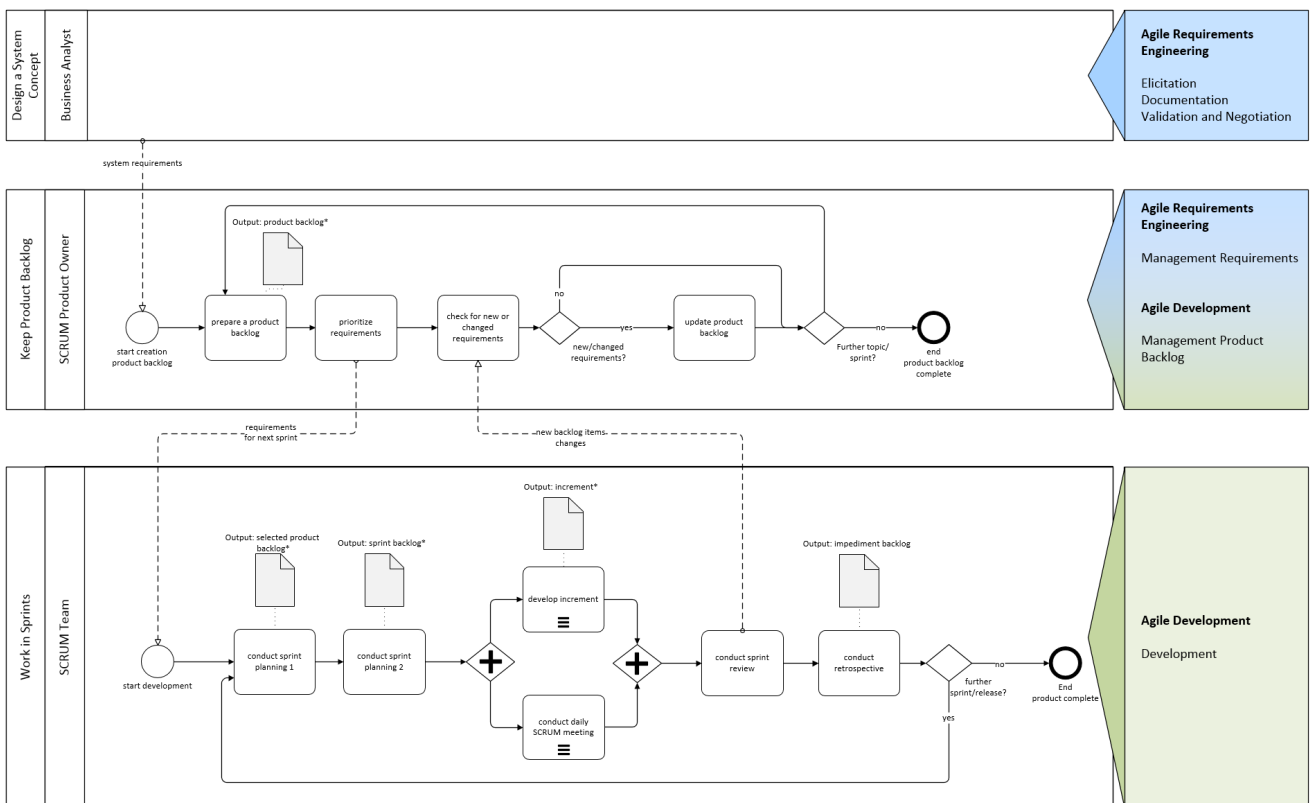 Design a System
Concept
Business Analyst
Agile Requirements
Engineering
Elicitation
Documentation
Validation and Negotiation
system requirements
Keep Product Backlog
SCRUM Product Owner
Output: product backlog*
start creation
product backlog
prepare a product
backlog
prioritize
requirements
check for new or
changed
requirements
no
yes
new/changed
requirements?
update product
backlog
Further topic/
sprint?
no
end
product backlog
complete
Agile Requirements
Engineering
Management Requirements
Agile Development
Management Product
Backlog
requirements
for next sprint
new backlog items
changes
Work in Sprints
SCRUM Team
start development
Output: selected product
backlog*
conduct sprint
planning 1
Output: sprint backlog*
conduct sprint
planning 2
Output: increment*
develop increment
conduct daily
SCRUM meeting
conduct sprint
review
Output: impediment backlog
conduct
retrospective
further
sprint/release?
no
yes
End
product complete
Agile Development
Development